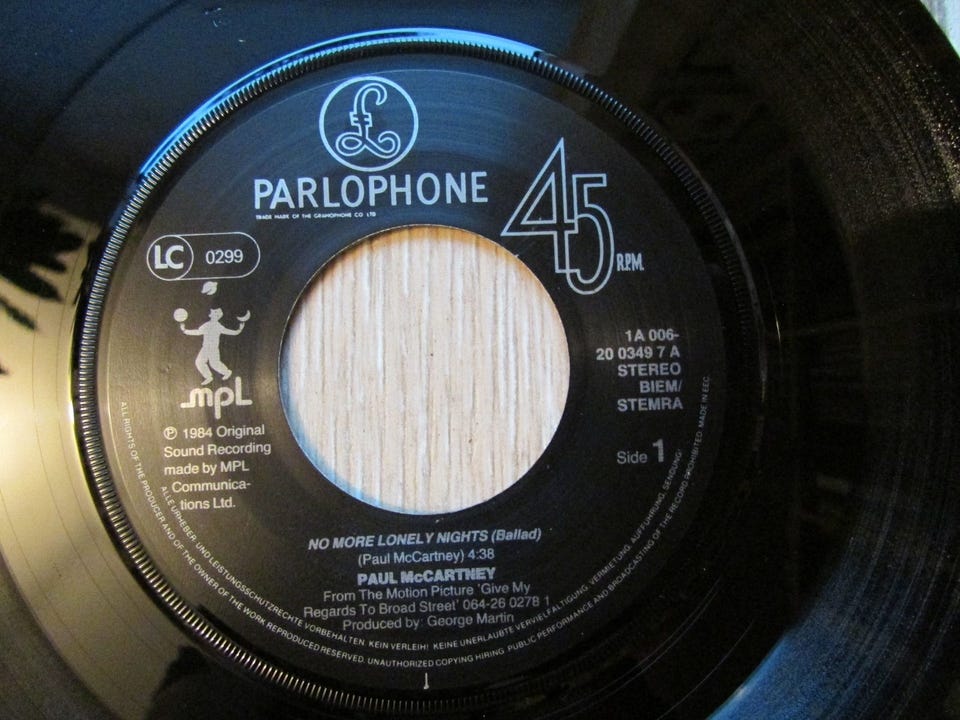 £
PARLOPHONE
TRADE MARK OF THE GRAMOPHONE CO LTD
45
R.P.M.
LC 0299
mpL
℗ 1984 Original
Sound Recording
made by MPL
Communica-
tions Ltd.
1A 006-
20 0349 7 A
STEREO
BIEM/
STEMRA
Side 1
NO MORE LONELY NIGHTS (Ballad)
(Paul McCartney) 4:38
PAUL McCARTNEY
From The Motion Picture 'Give My
Regards To Broad Street' 064-26 0278 1
Produced by: George Martin
ALLE URHEBER- UND LEISTUNGSSCHUTZRECHTE VORBEHALTEN. KEIN VERLEIH! KEINE UNERLAUBTE VERVIELFÄLTIGUNG, VERMIETUNG, AUFFÜHRUNG, SENDUNG!
ALL RIGHTS OF THE PRODUCER AND OF THE OWNER OF THE WORK REPRODUCED RESERVED. UNAUTHORIZED COPYING HIRING PUBLIC PERFORMANCE AND BROADCASTING OF THE RECORD PROHIBITED. MADE IN EEC